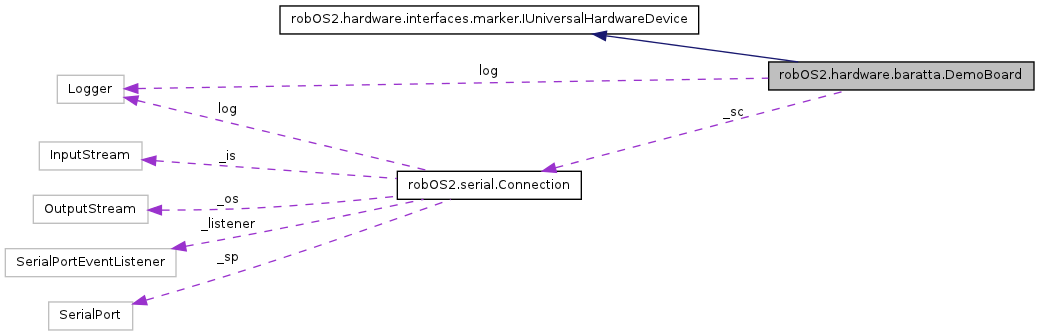 robOS2.hardware.interfaces.marker.IUniversalHardwareDevice
robOS2.hardware.baratta.DemoBoard
log
Logger
log
_sc
InputStream
_is
robOS2.serial.Connection
OutputStream
_os
_listener
SerialPortEventListener
_sp
SerialPort